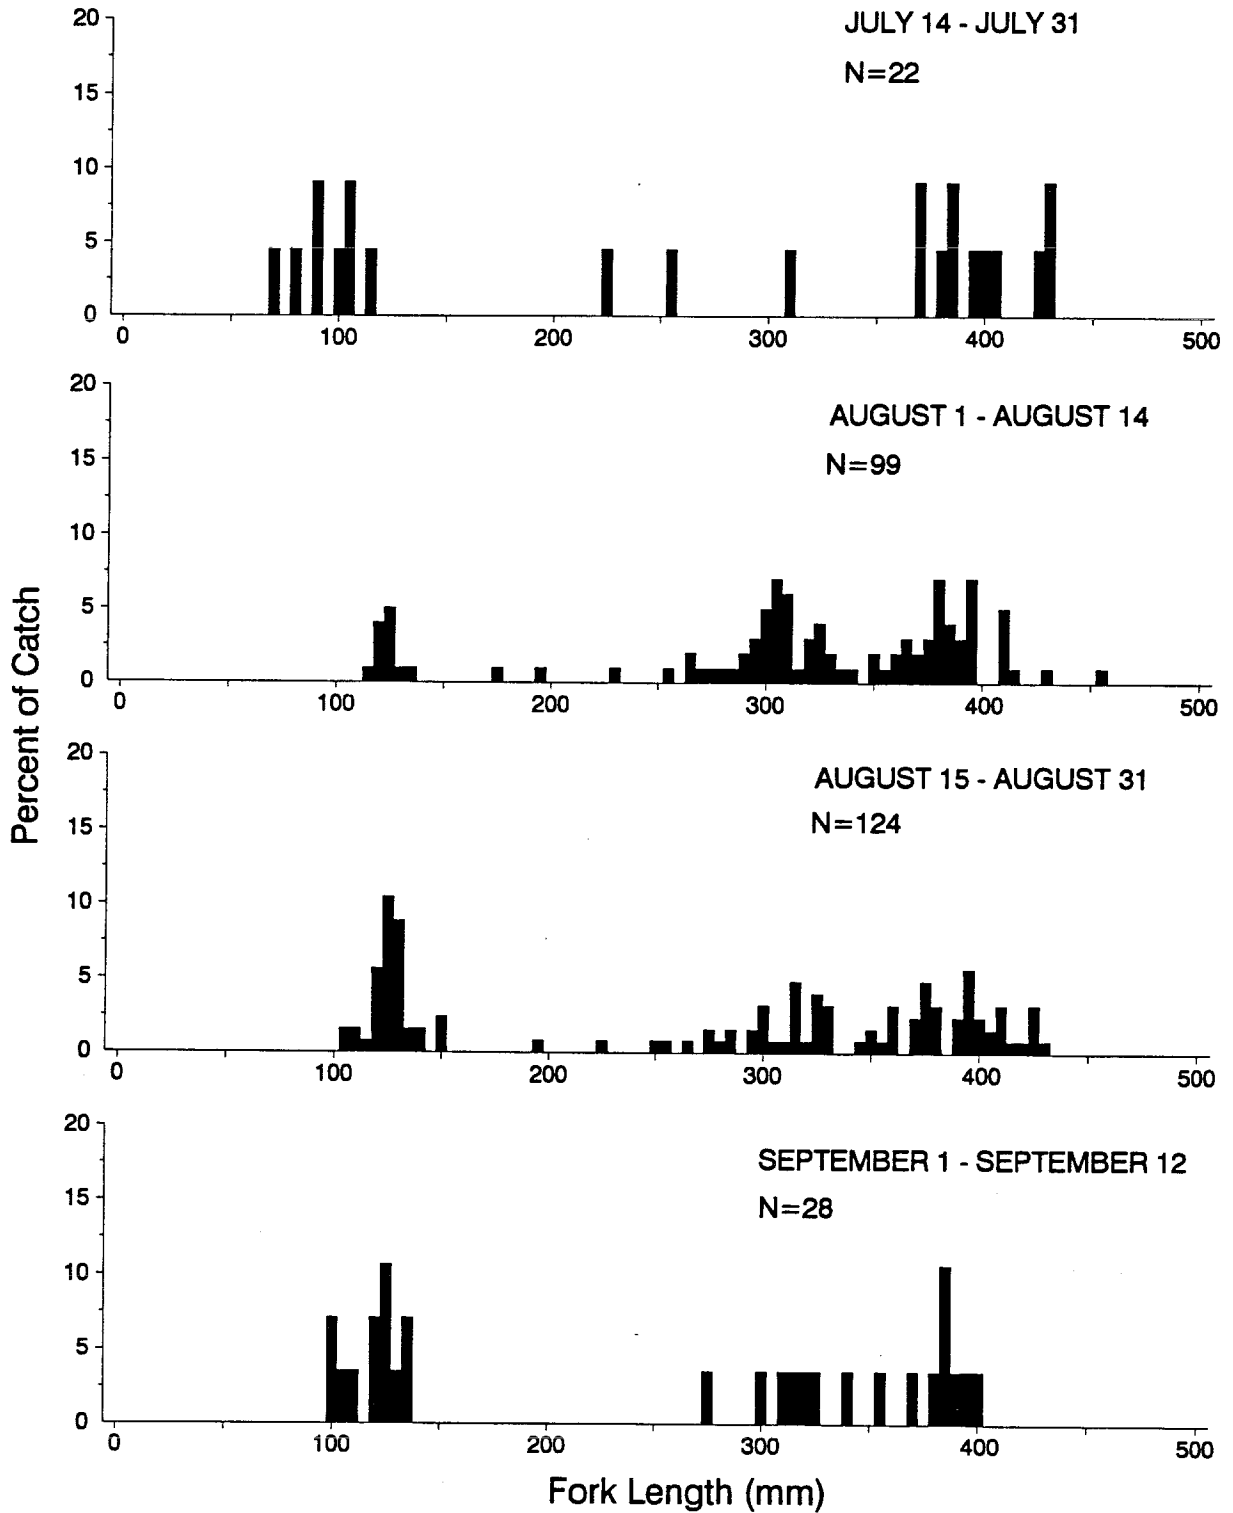 20
JULY 14 - JULY 31
15
N=22
10
5
0
0 100 200 300 400 500
20
AUGUST 1 - AUGUST 14
15
N=99
10
5
0
0 100 200 300 400 500
Percent of Catch
20
AUGUST 15 - AUGUST 31
15
N=124
10
5
0
0 100 200 300 400 500
20
SEPTEMBER 1 - SEPTEMBER 12
15
N=28
10
5
0
0 100 200 300 400 500
Fork Length (mm)